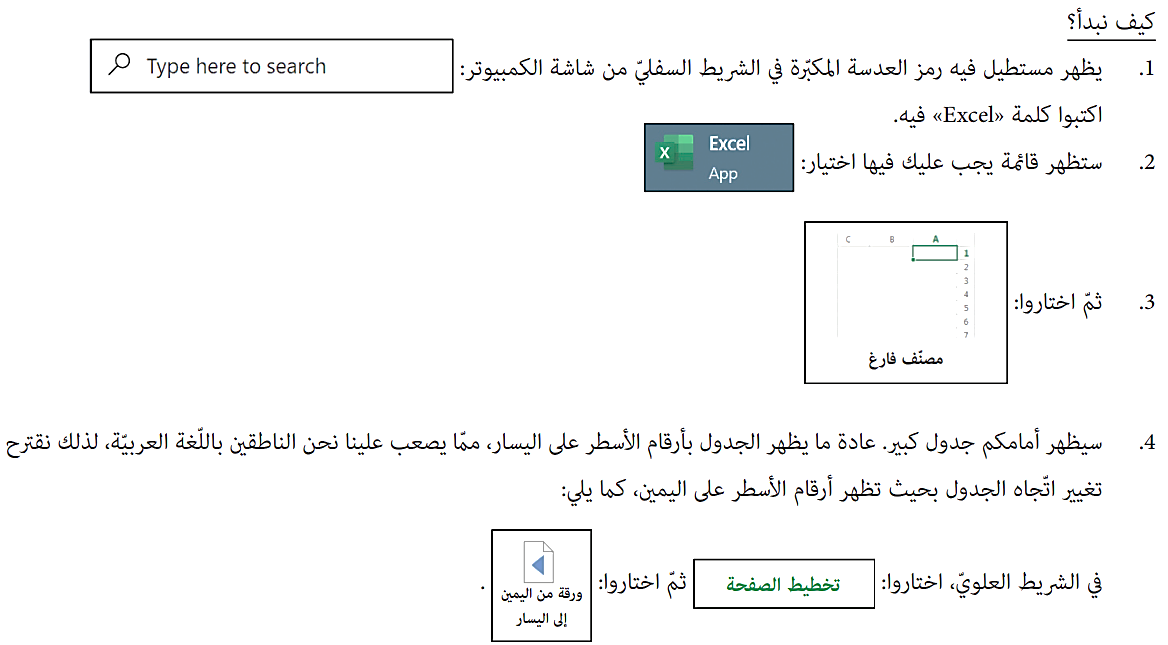 كيف نبدأ؟
1. يظهر مستطيل فيه رمز العدسة المكبّرة في الشريط السفليّ من شاشة الكمبيوتر: Type here to search
اكتبوا كلمة «Excel» فيه.
2. ستظهر قائمة يجب عليك فيها اختيار: Excel
App
3. ثمّ اختاروا:
C B A
1
2
3
4
5
6
7
مصنّف فارغ
4. سيظهر أمامكم جدول كبير. عادة ما يظهر الجدول بأرقام الأسطر على اليسار، ممّا يصعب علينا نحن الناطقين باللّغة العربيّة، لذلك نقترح
تغيير اتّجاه الجدول بحيث تظهر أرقام الأسطر على اليمين، كما يلي:
في الشريط العلويّ، اختاروا: تخطيط الصفحة ثمّ اختاروا: ورقة من اليمين
إلى اليسار .